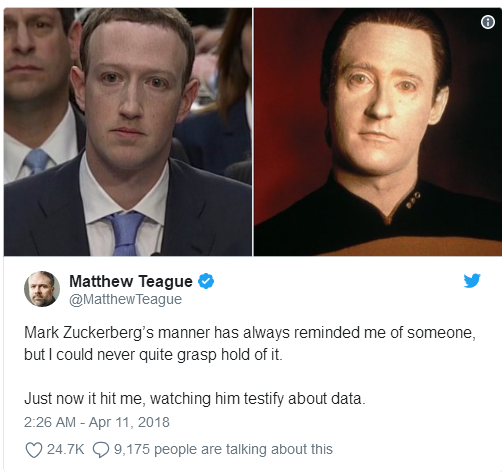 Matthew Teague
@MatthewTeague
Mark Zuckerberg's manner has always reminded me of someone,
but I could never quite grasp hold of it.
Just now it hit me, watching him testify about data.
2:26 AM - Apr 11, 2018
24.7K 9,175 people are talking about this